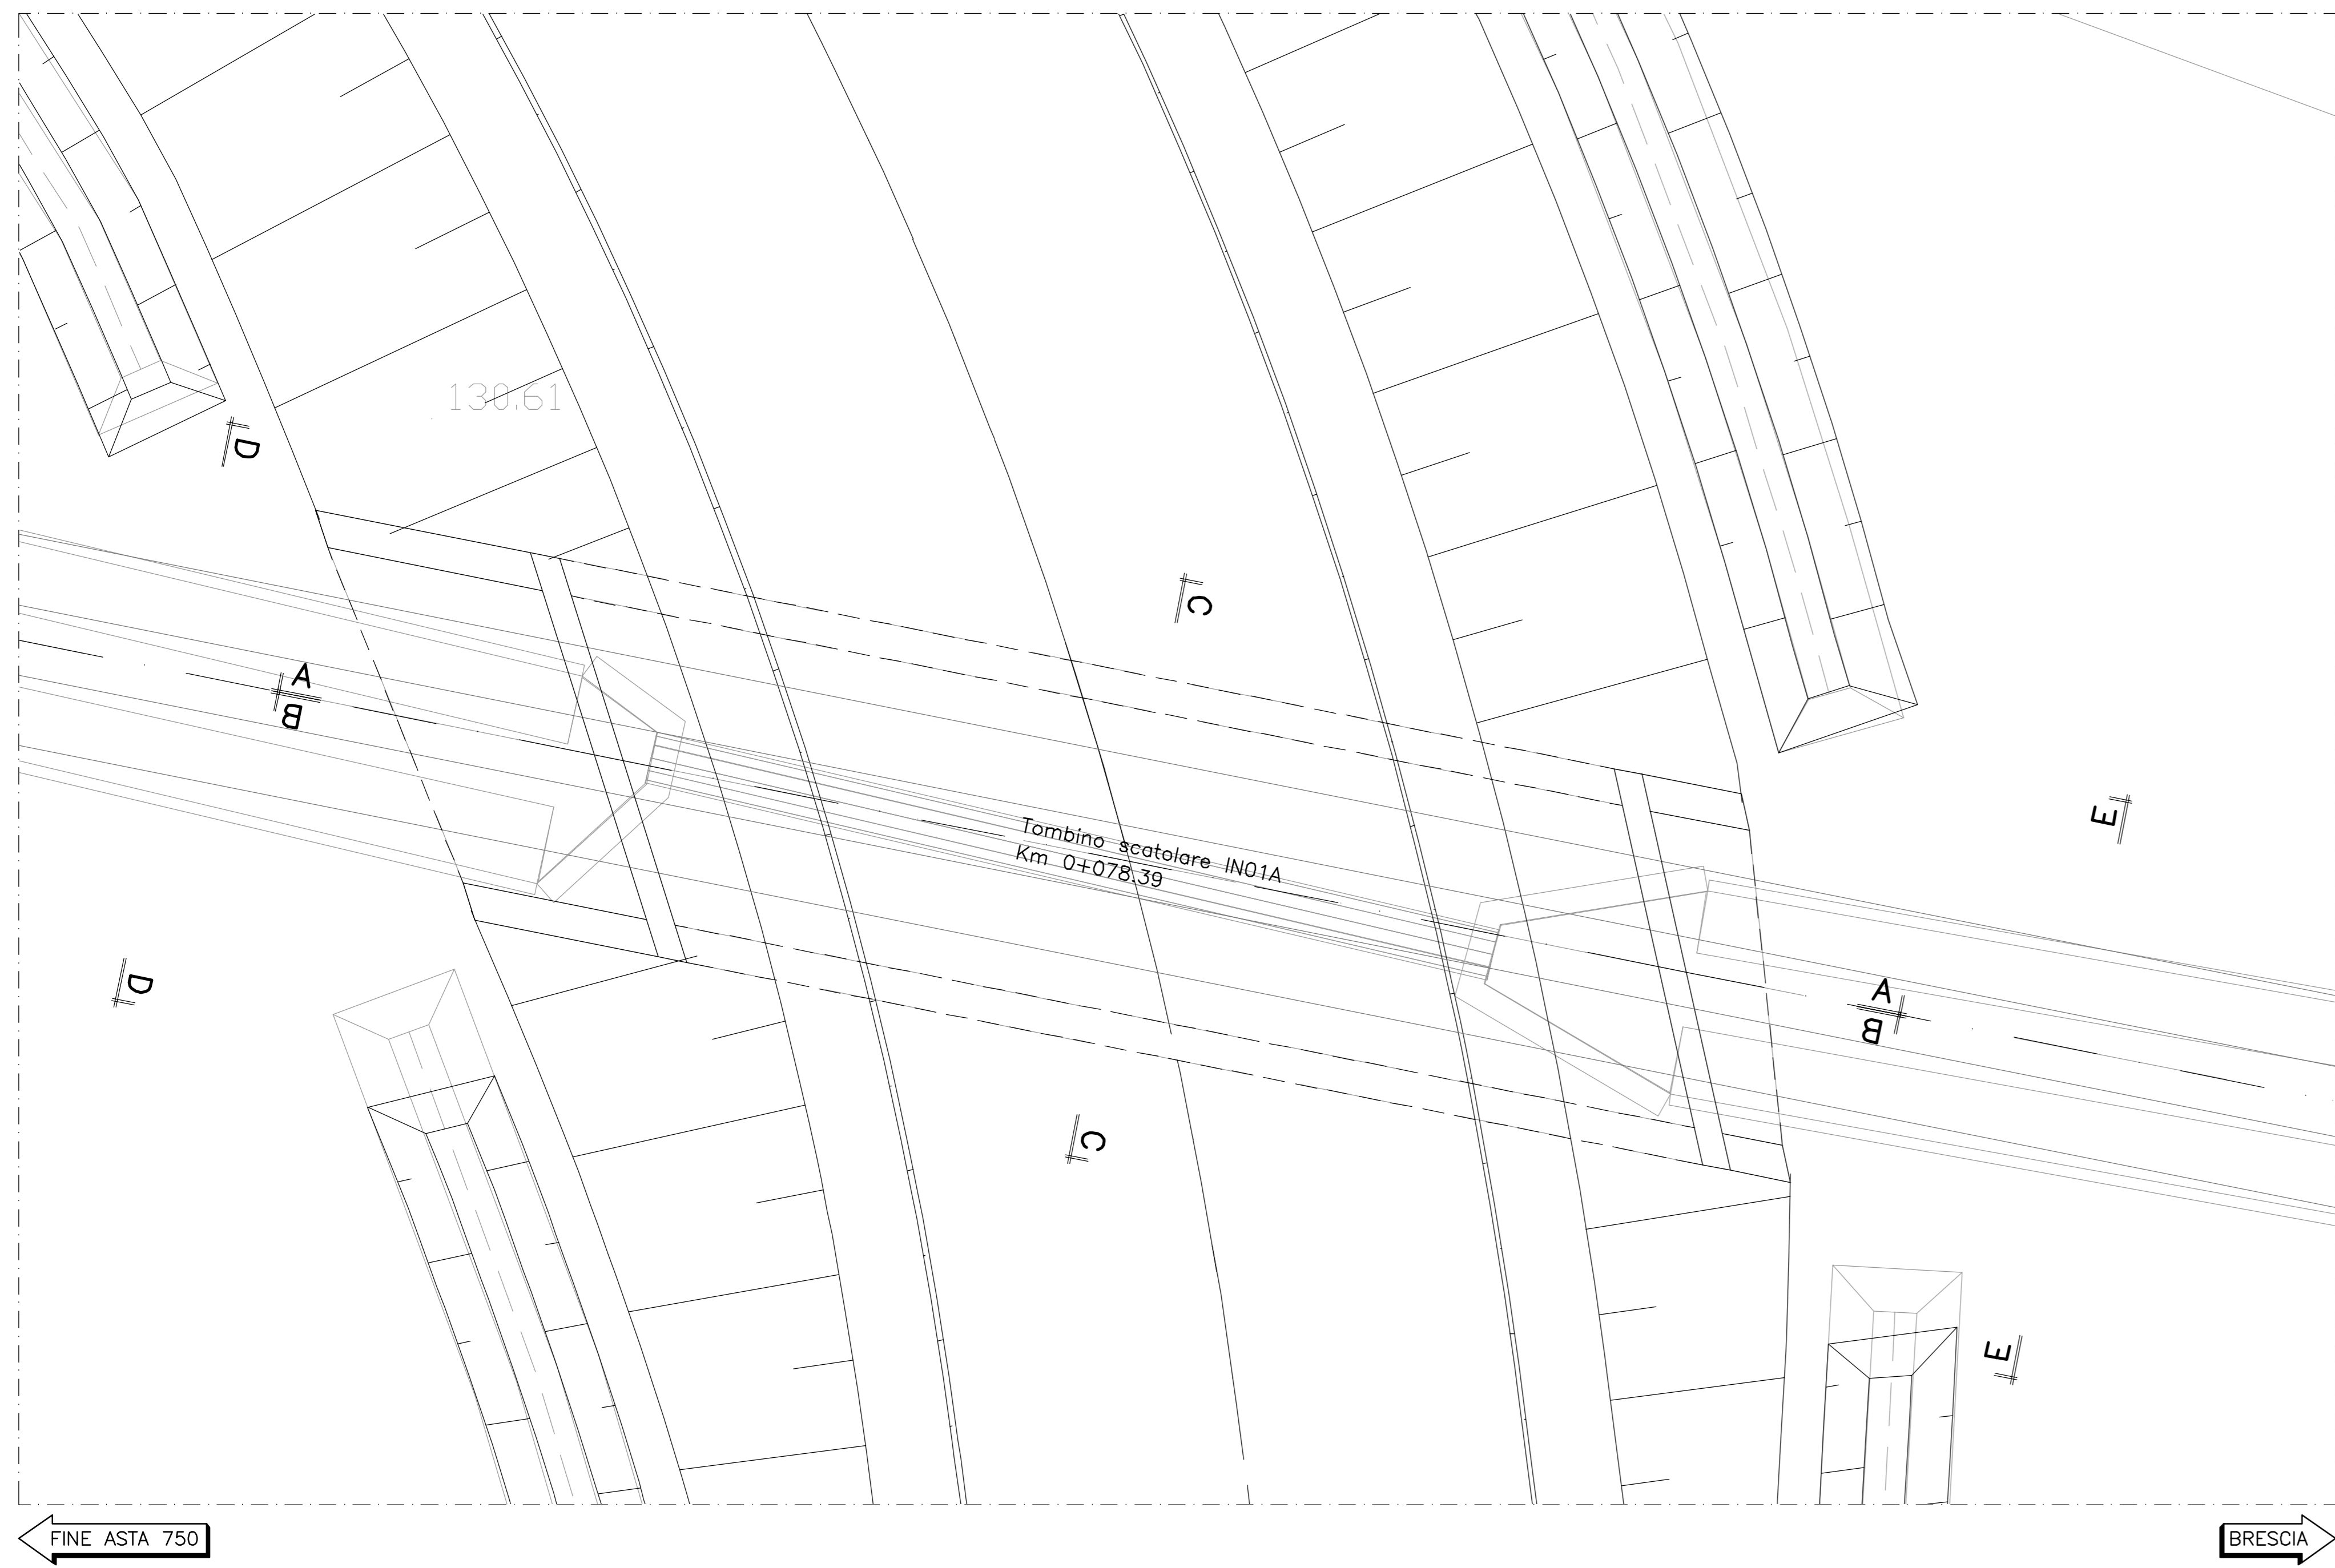 130.61
D
C
A
B
E
Tombino scatolare IN01A
Km 0+078.39
D
A
B
C
E
FINE ASTA 750
BRESCIA